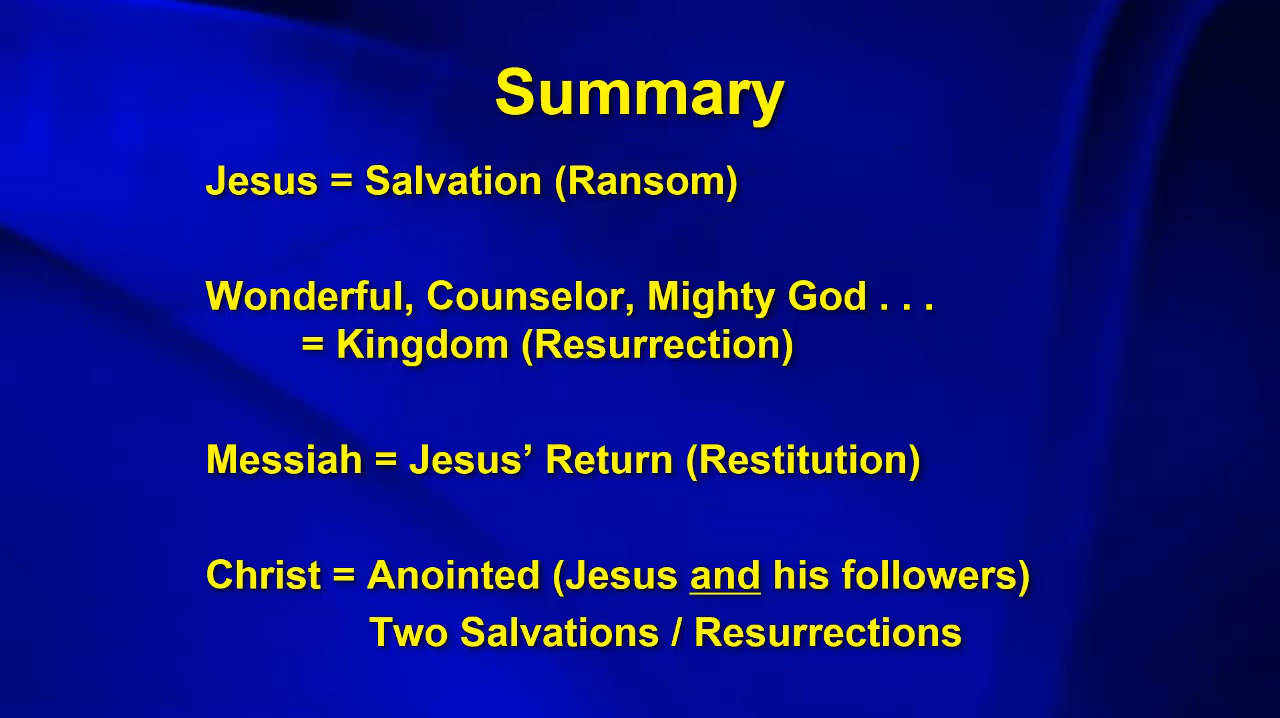 Summary
Jesus = Salvation (Ransom)
Wonderful, Counselor, Mighty God . . .
= Kingdom (Resurrection)
Messiah = Jesus’ Return (Restitution)
Christ = Anointed (Jesus and his followers)
Two Salvations / Resurrections